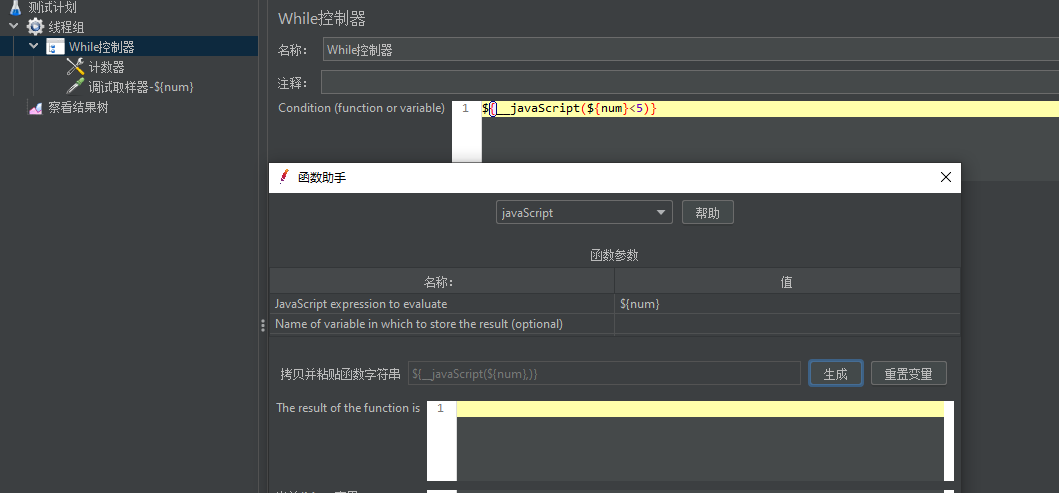 测试计划
线程组
While控制器
计数器
调试取样器-${num}
察看结果树
While控制器
名称： While控制器
注释：
Condition (function or variable) 1 ${__javaScript(${num}<5)}
函数助手
javaScript 帮助
函数参数
名称: 值
JavaScript expression to evaluate ${num}
Name of variable in which to store the result (optional)
拷贝并粘贴函数字符串 ${__javaScript(${num},)} 生成 重置变量
The result of the function is 1